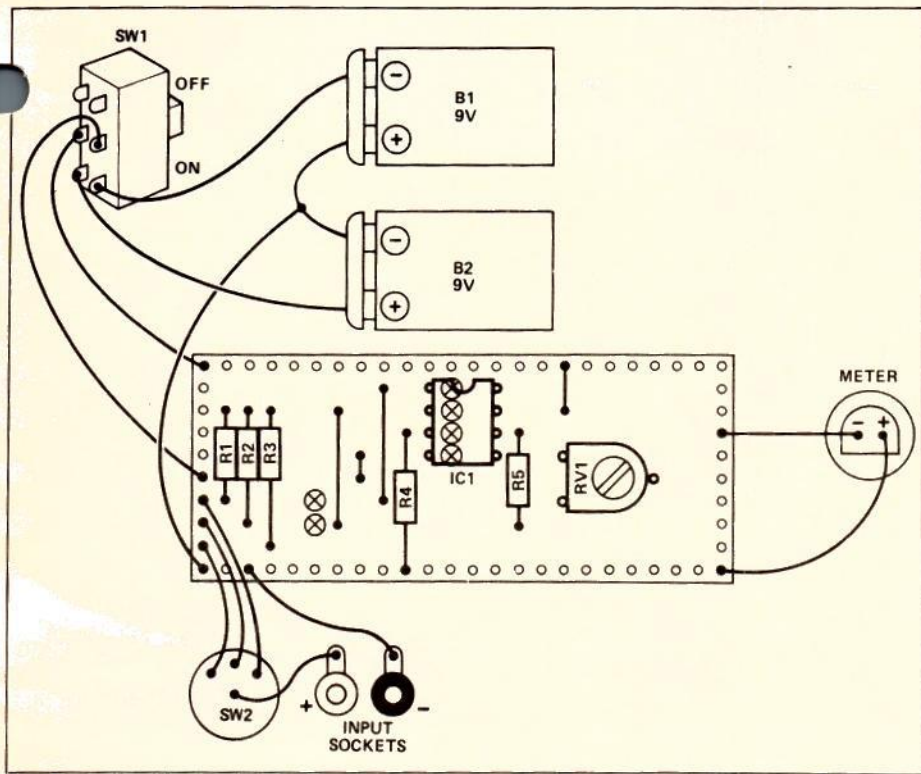 SW1
OFF
ON
−
B1
9V
+
−
B2
9V
+
METER
− +
R1
R2
R3
R4
IC1
R5
RV1
SW2
+
INPUT
SOCKETS
−